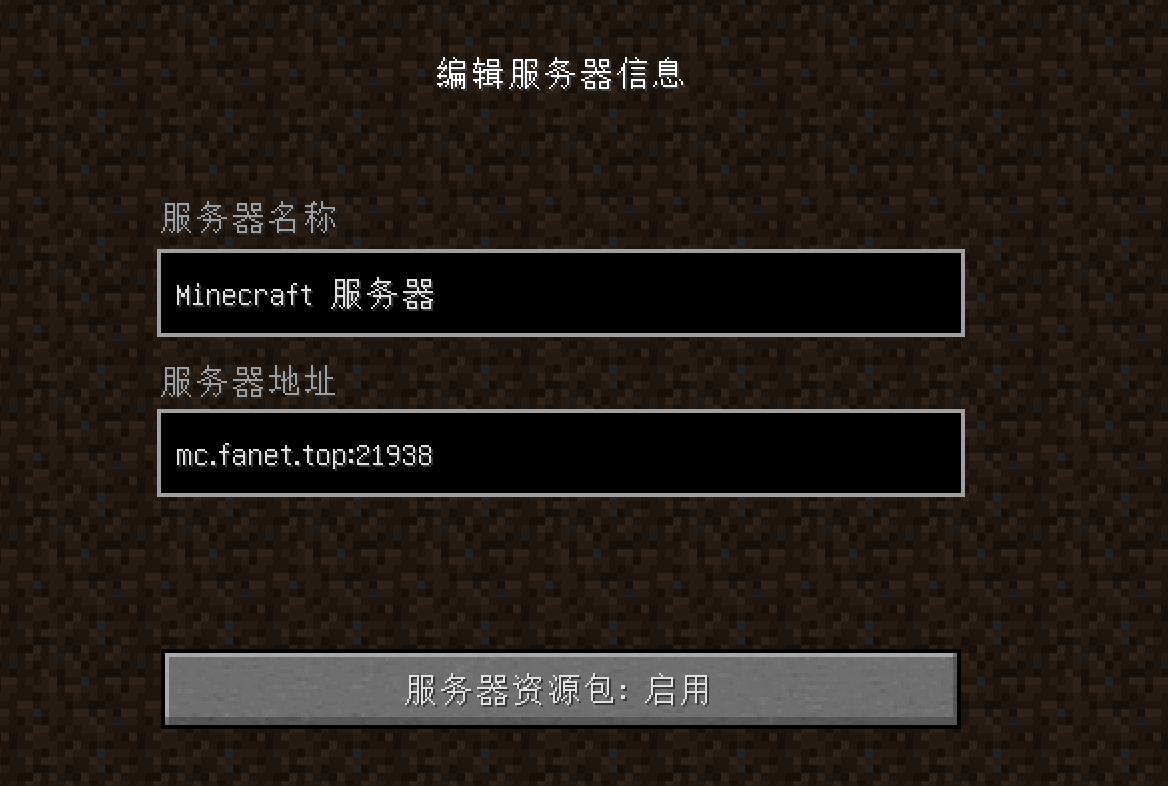 编辑服务器信息
服务器名称
Minecraft 服务器
服务器地址
mc.fanet.top:21938
服务器资源包: 启用